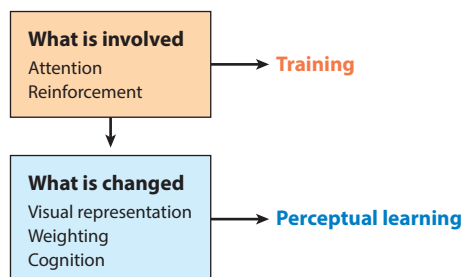 What is involved
Attention
Reinforcement
Training
What is changed
Visual representation
Weighting
Cognition
Perceptual learning